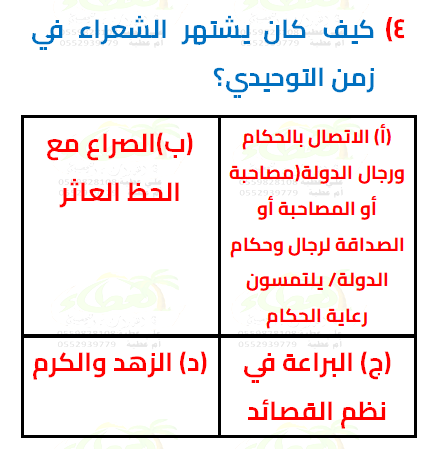 ٤) كيف كان يشتهر الشعراء في
زمن التوحيدي؟
(أ) الاتصال بالحكام
ورجال الدولة(مصاحبة
أو المصاحبة أو
الصداقة لرجال وحكام
الدولة/ يلتمسون
رعاية الحكام
(ب)الصراع مع
الحظ العاثر
(ج) البراعة في
نظم القصائد
(د) الزهد والكرم